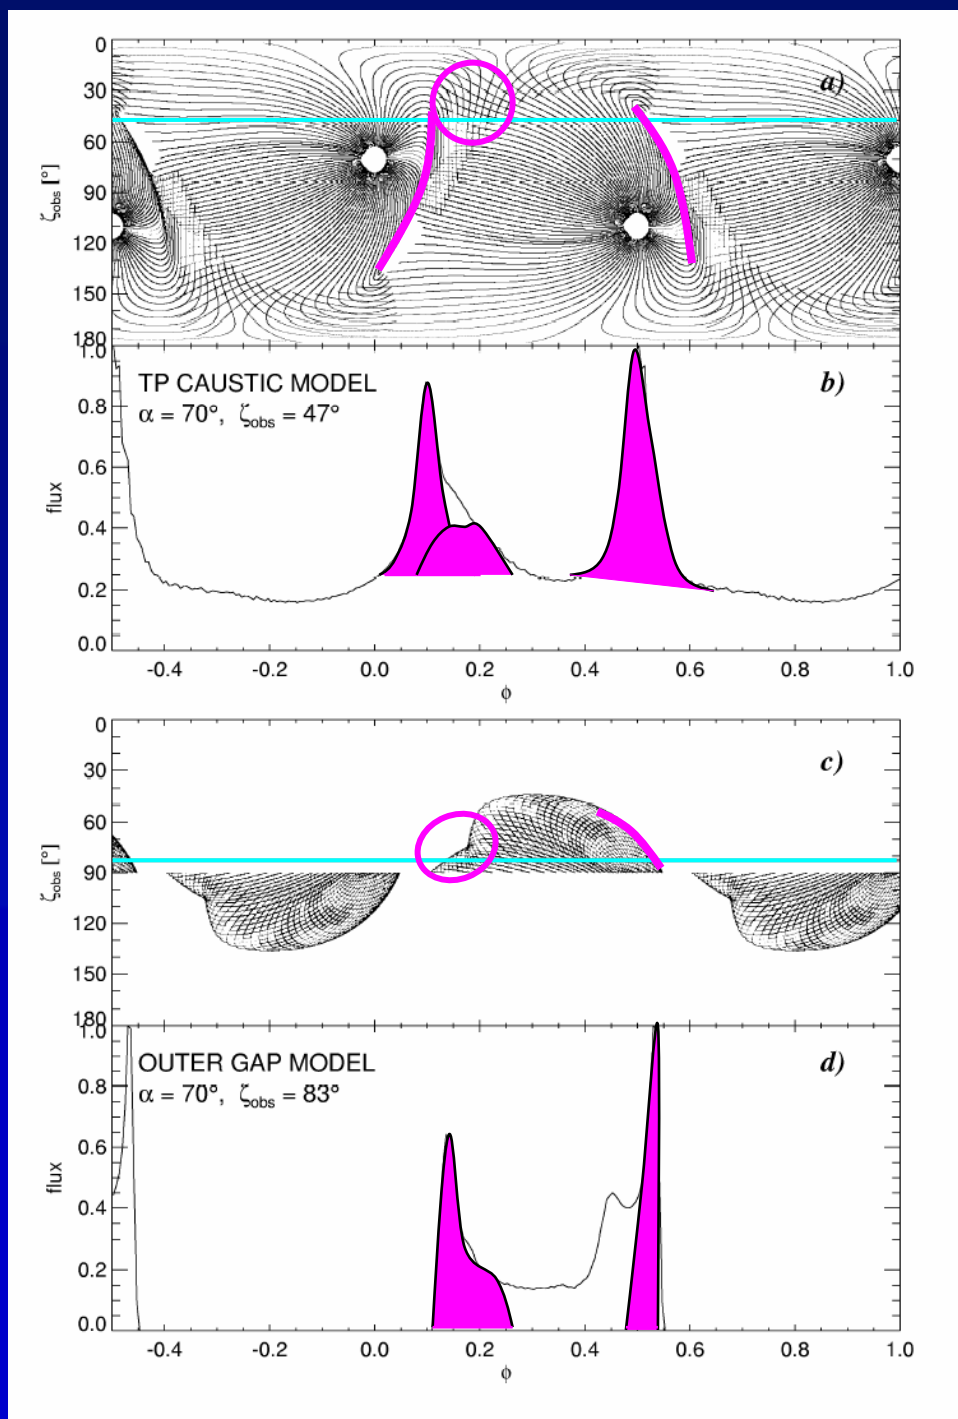 0
30
60
90
120
150
180
ζobs [°]
a)
1.0
0.8
0.6
0.4
0.2
0.0
flux
TP CAUSTIC MODEL
α = 70°, ζobs = 47°
b)
-0.4 -0.2 0.0 0.2 0.4 0.6 0.8 1.0
ϕ
0
30
60
90
120
150
180
ζobs [°]
c)
1.0
0.8
0.6
0.4
0.2
0.0
flux
OUTER GAP MODEL
α = 70°, ζobs = 83°
d)
-0.4 -0.2 0.0 0.2 0.4 0.6 0.8 1.0
ϕ